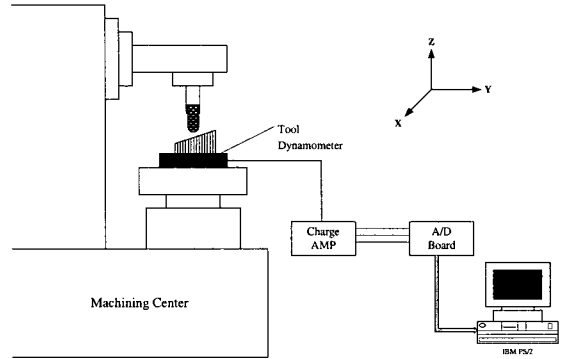 Z
Y
X
Tool
Dynamometer
Charge
AMP
A/D
Board
Machining Center
IBM PS/2